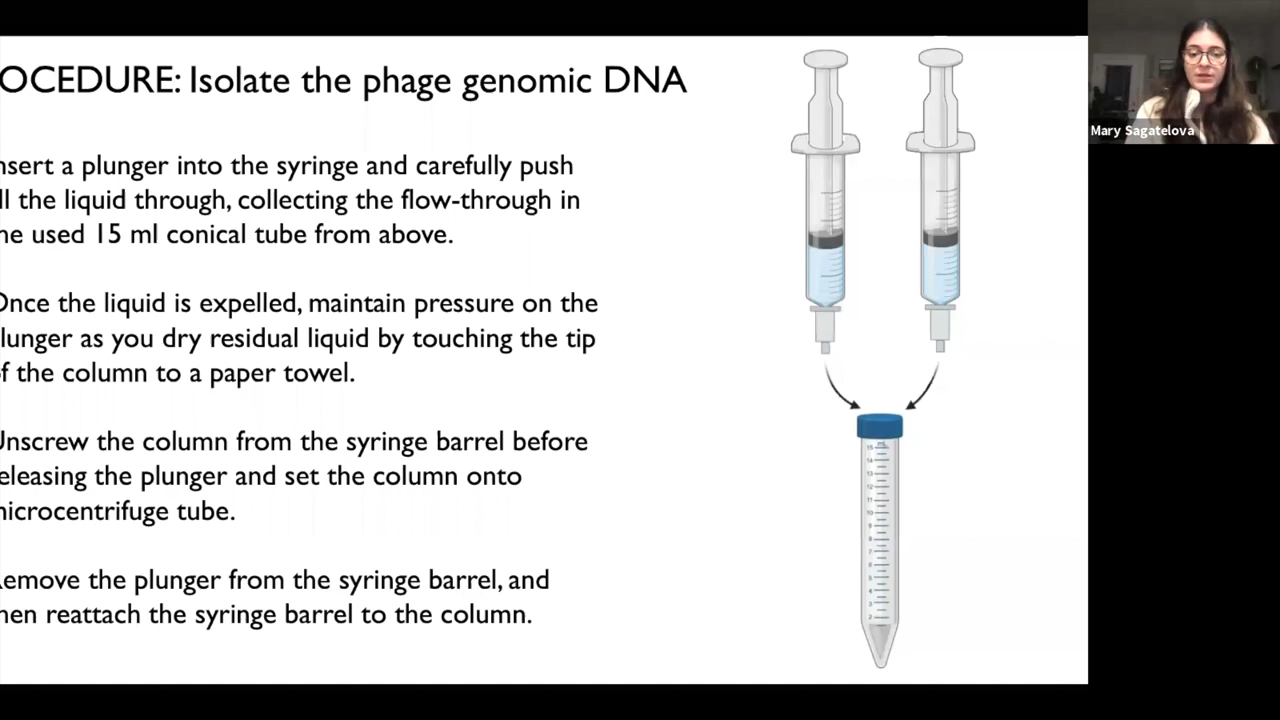 OCEDURE: Isolate the phage genomic DNA
nsert a plunger into the syringe and carefully push
ll the liquid through, collecting the flow-through in
he used 15 ml conical tube from above.
Once the liquid is expelled, maintain pressure on the
lunger as you dry residual liquid by touching the tip
f the column to a paper towel.
Unscrew the column from the syringe barrel before
eleasing the plunger and set the column onto
microcentrifuge tube.
emove the plunger from the syringe barrel, and
hen reattach the syringe barrel to the column.
Mary Sagatelova